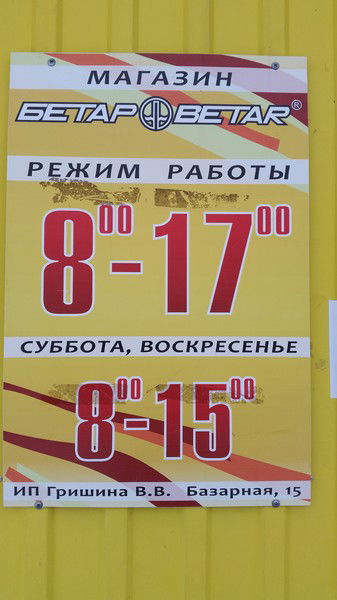 МАГАЗИН
БЕТАР BETAR®
РЕЖИМ РАБОТЫ
8⁰⁰-17⁰⁰
СУББОТА, ВОСКРЕСЕНЬЕ
8⁰⁰-15⁰⁰
ИП Гришина В.В. Базарная, 15